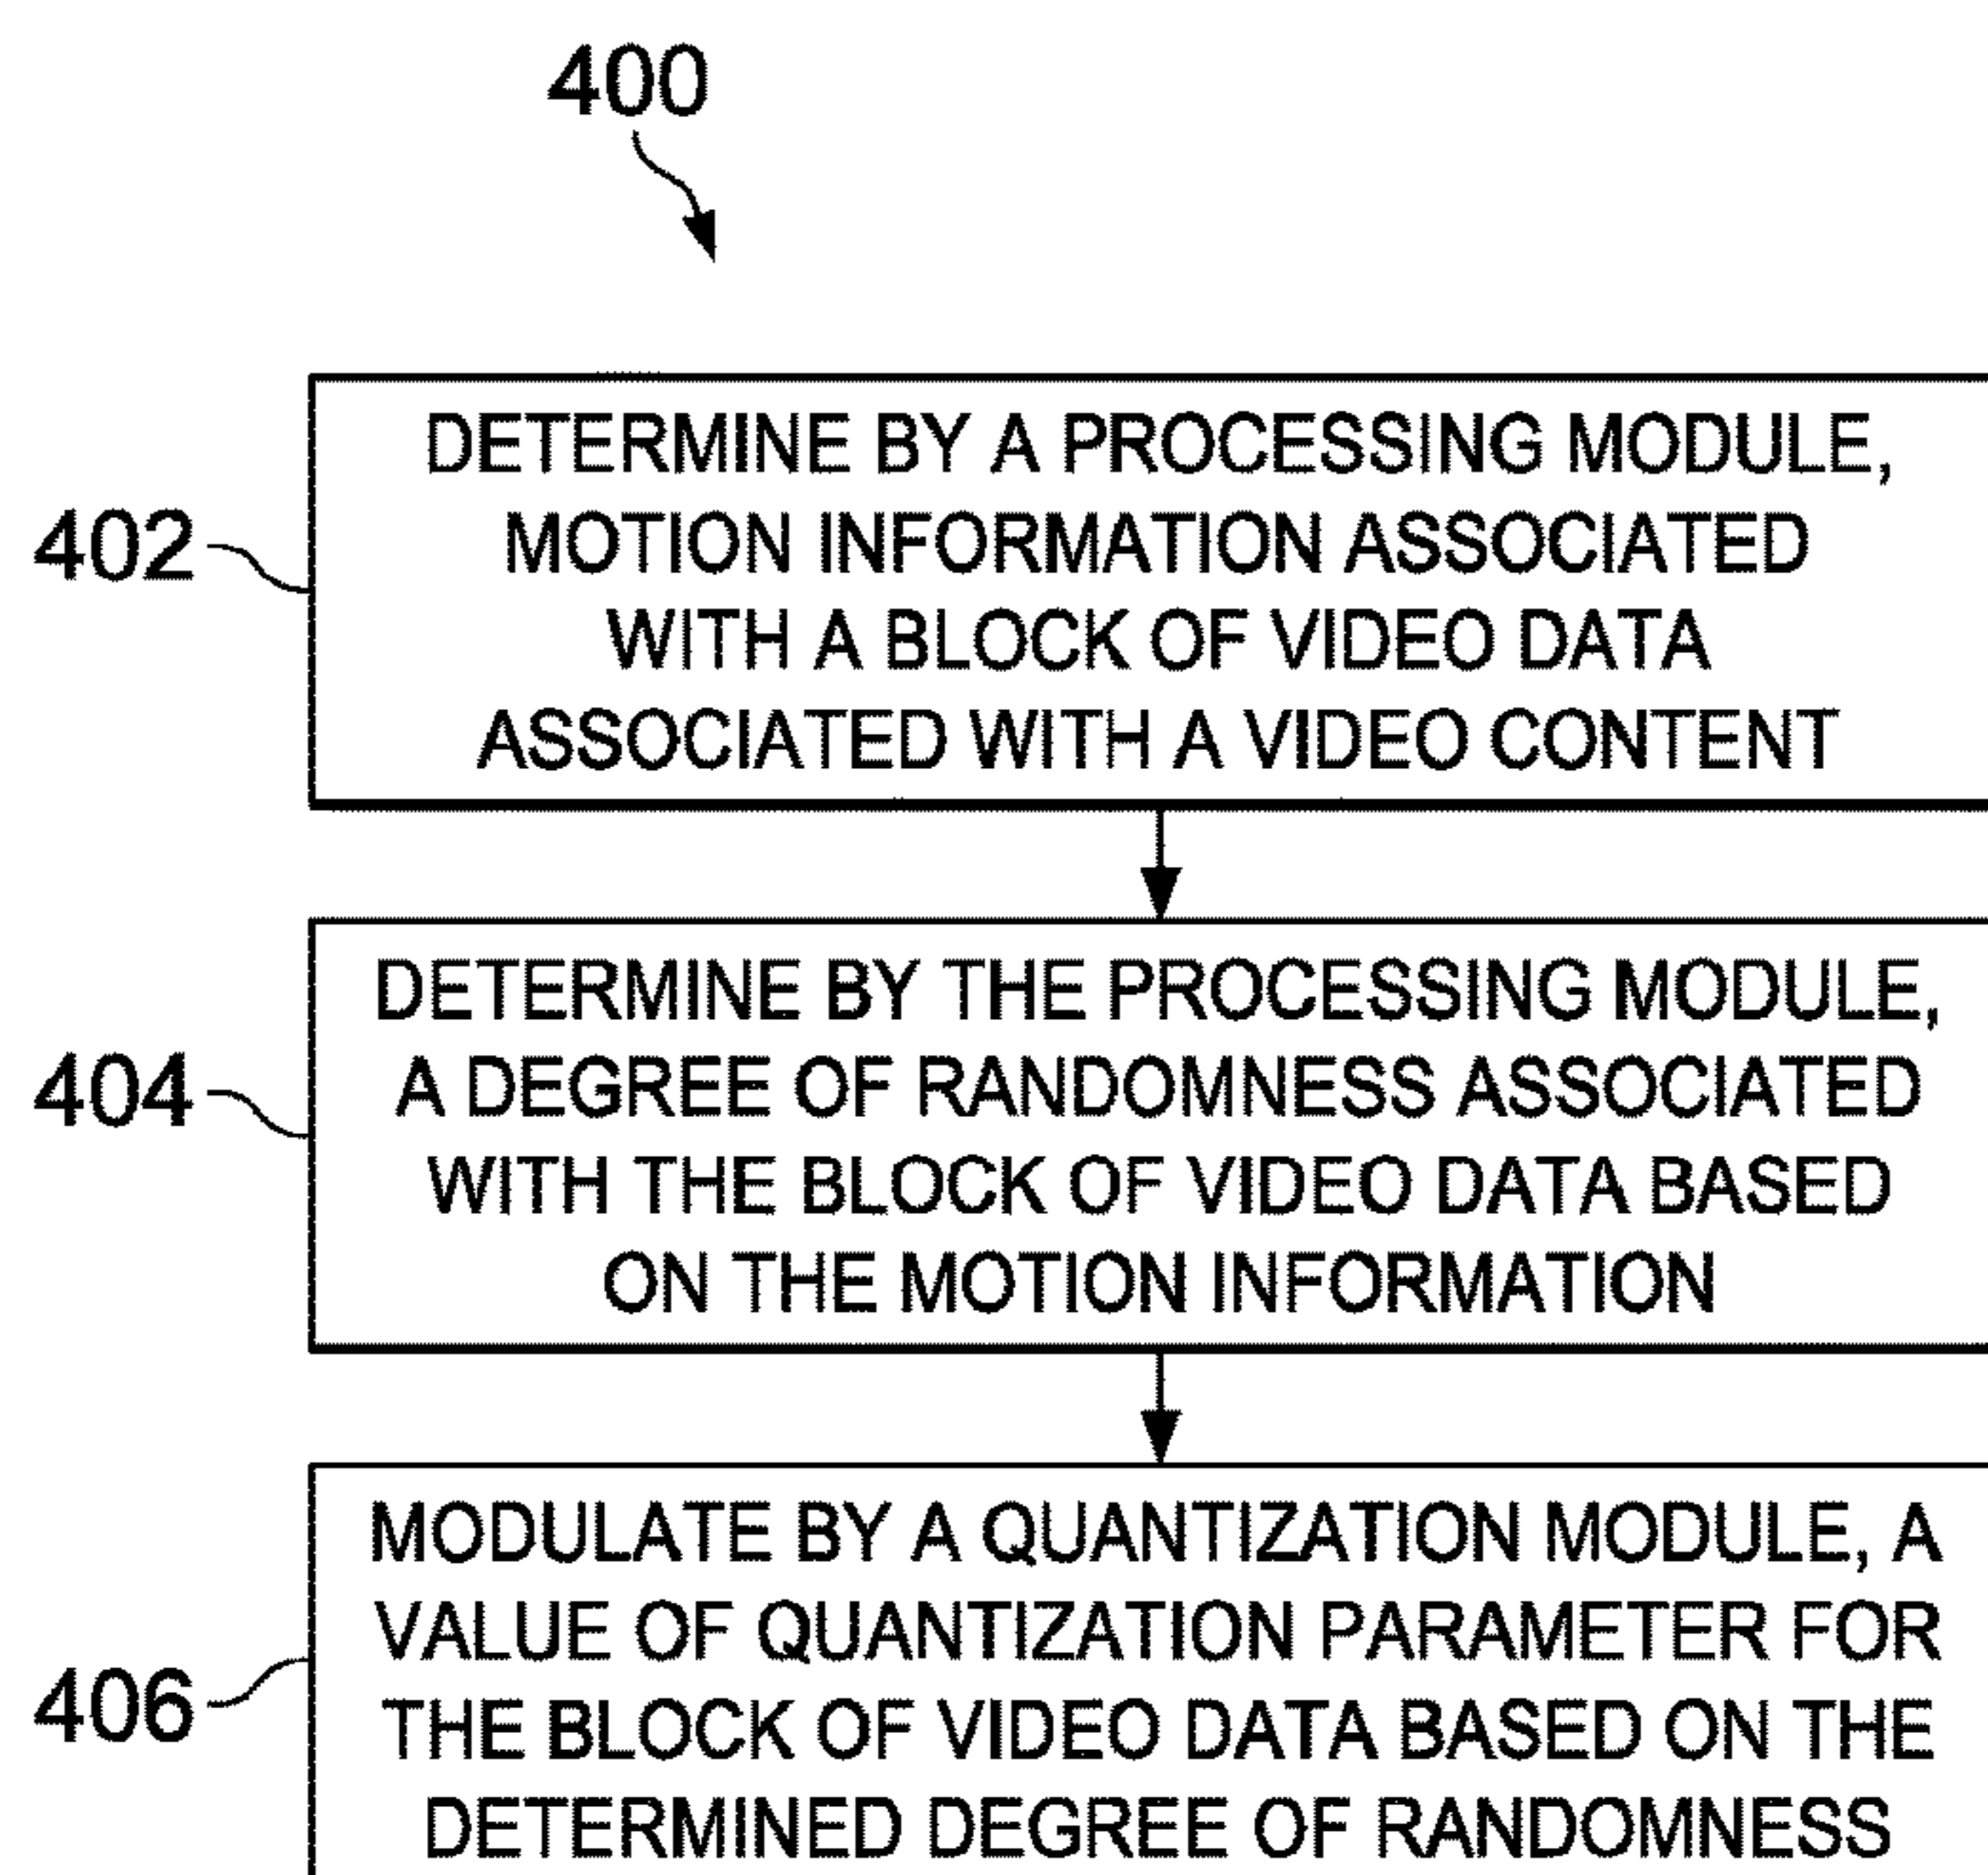 400
402
DETERMINE BY A PROCESSING MODULE,
MOTION INFORMATION ASSOCIATED
WITH A BLOCK OF VIDEO DATA
ASSOCIATED WITH A VIDEO CONTENT
404
DETERMINE BY THE PROCESSING MODULE,
A DEGREE OF RANDOMNESS ASSOCIATED
WITH THE BLOCK OF VIDEO DATA BASED
ON THE MOTION INFORMATION
406
MODULATE BY A QUANTIZATION MODULE, A
VALUE OF QUANTIZATION PARAMETER FOR
THE BLOCK OF VIDEO DATA BASED ON THE
DETERMINED DEGREE OF RANDOMNESS